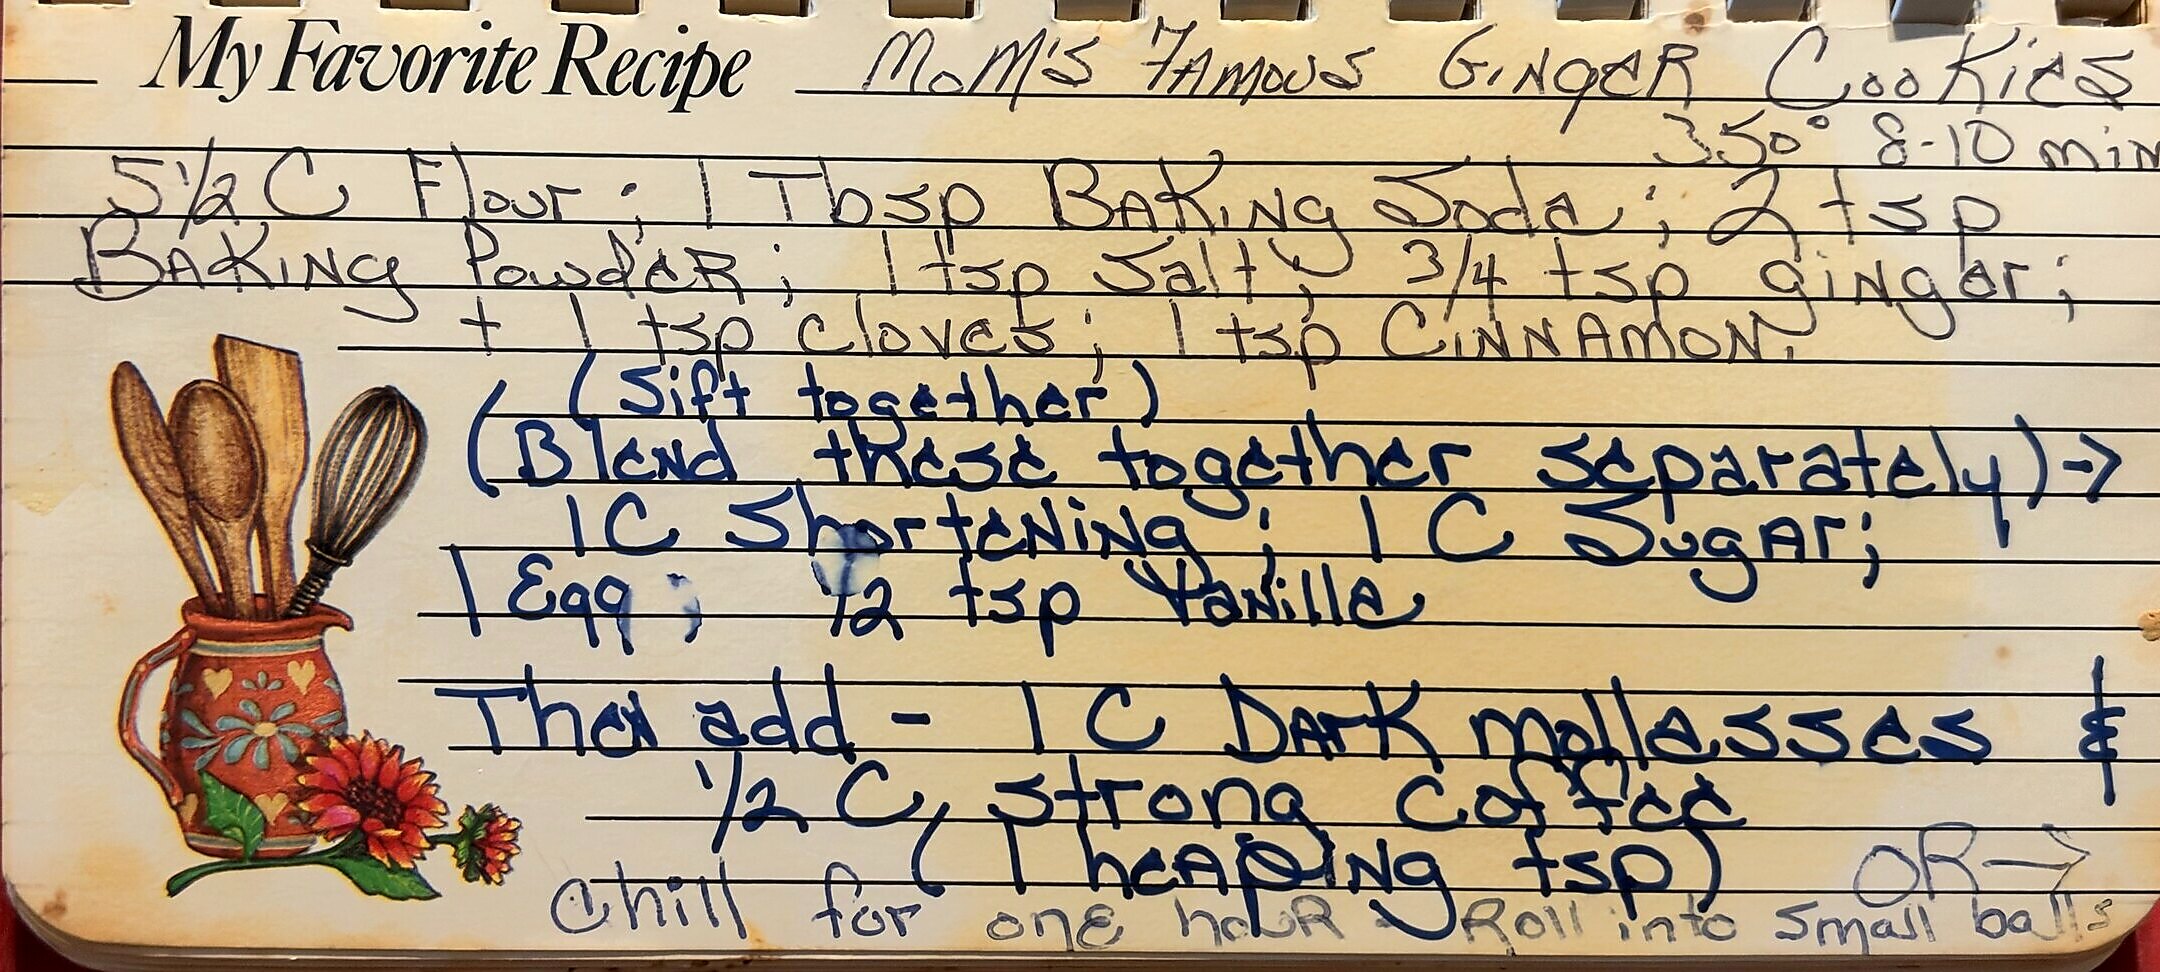 My Favorite Recipe MoM's Famous GiNgeR CooKies
350° 8-10 min
5 1/2 C Flour; 1 Tbsp BAKiNg Soda; 2 tsp
BAKiNg PowdeR; 1 tsp Salt; 3/4 tsp ginger;
+ 1 tsp cloves; 1 tsp CiNNAMON.
(Sift together)
(Blend these together separately) ->
1 C ShorteNiNg; 1 C SugAr;
1 Egg; 1/2 tsp Vanilla
Then add - 1 C DArK mollasses &
1/2 C, strong coffee
(1 heApiNg tsp) OR →
Chill for one houR - Roll into small balls